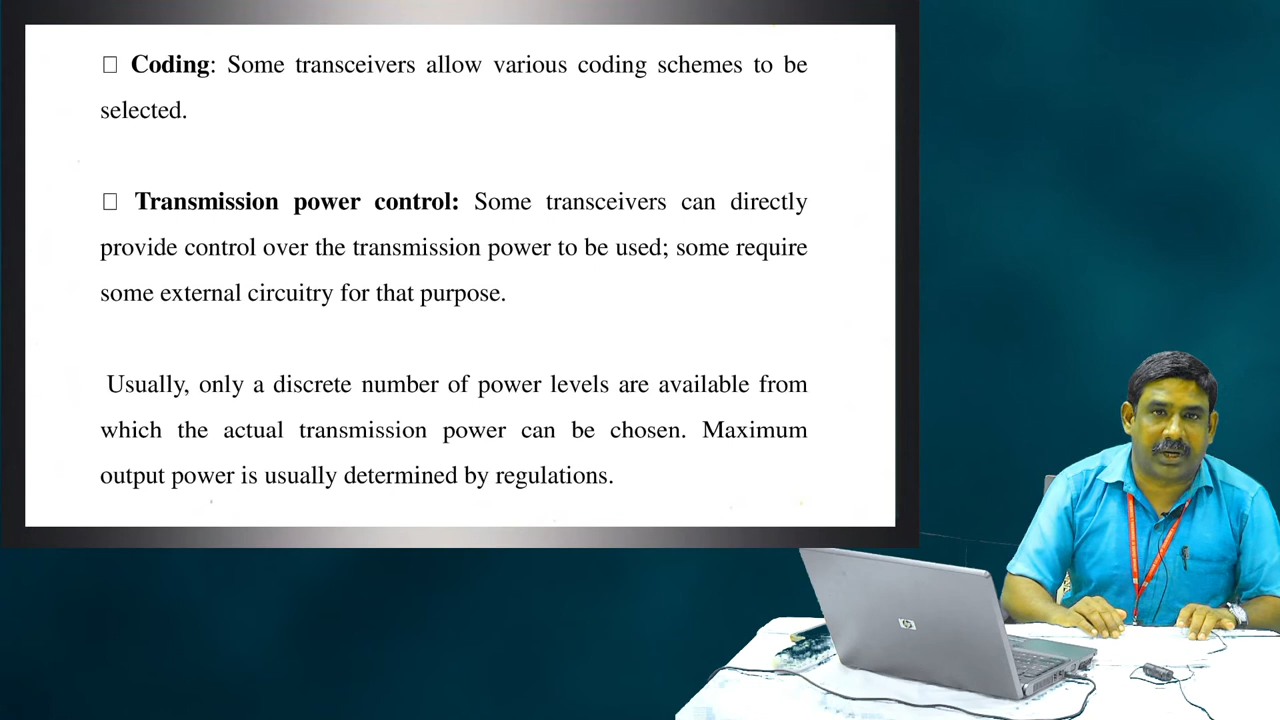 □ Coding: Some transceivers allow various coding schemes to be
selected.
□ Transmission power control: Some transceivers can directly
provide control over the transmission power to be used; some require
some external circuitry for that purpose.
Usually, only a discrete number of power levels are available from
which the actual transmission power can be chosen. Maximum
output power is usually determined by regulations.
hp